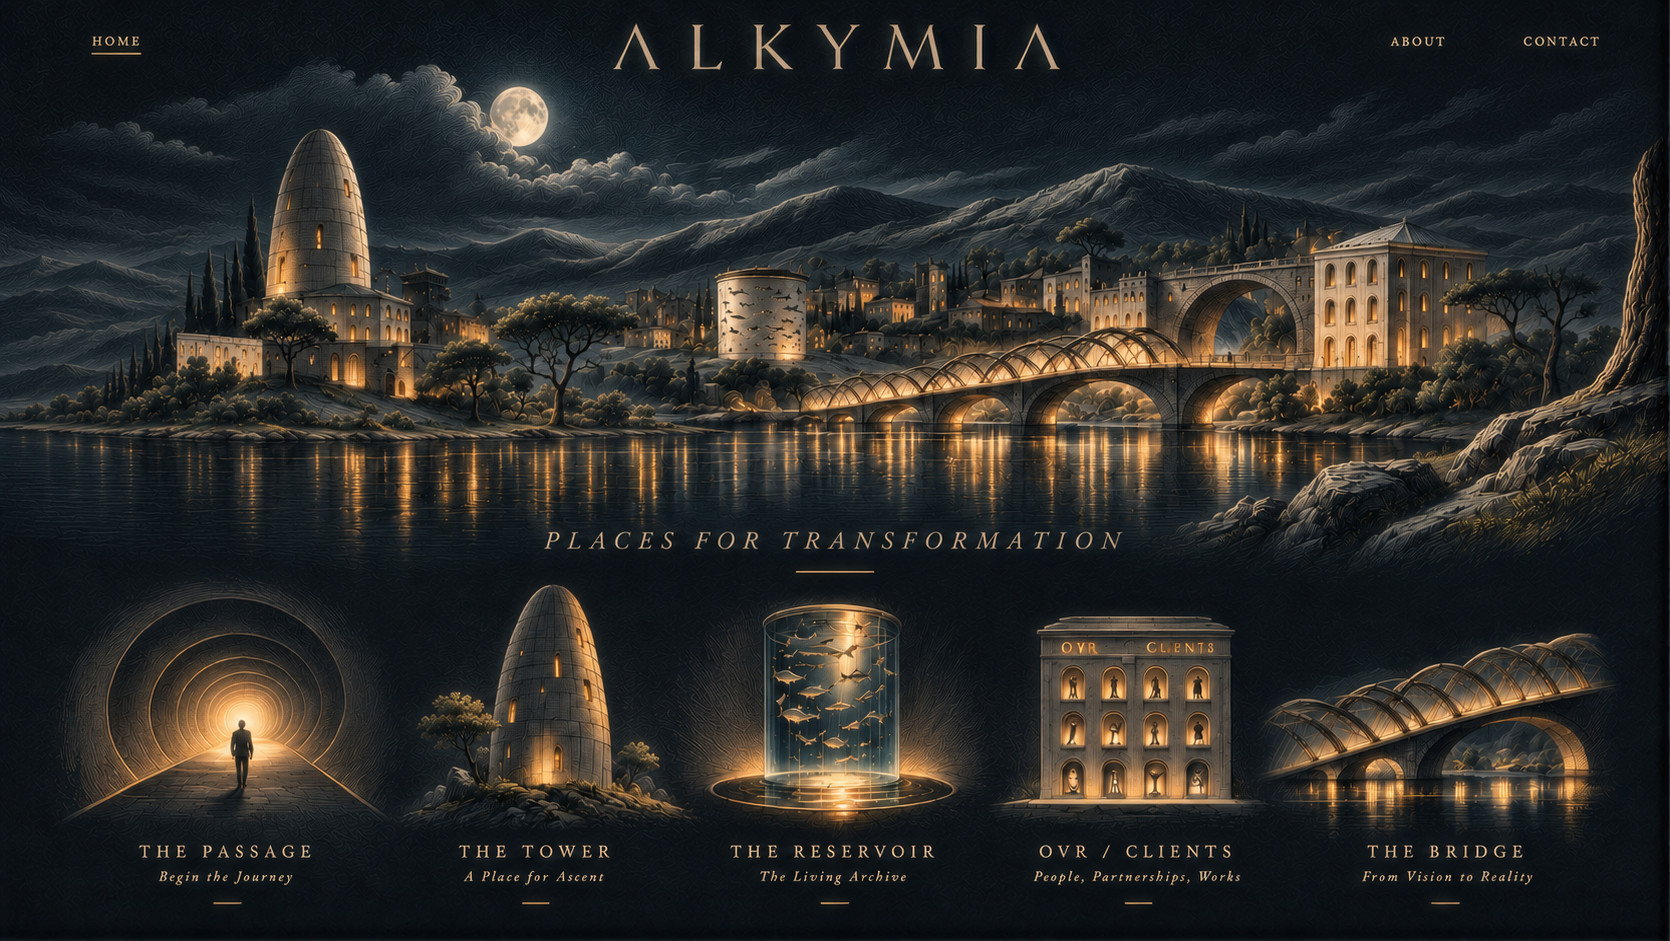 HOME
ALKYMIA
ABOUT
CONTACT
PLACES FOR TRANSFORMATION
OVR CLIENTS
THE PASSAGE
Begin the Journey
THE TOWER
A Place for Ascent
THE RESERVOIR
The Living Archive
OVR / CLIENTS
People, Partnerships, Works
THE BRIDGE
From Vision to Reality